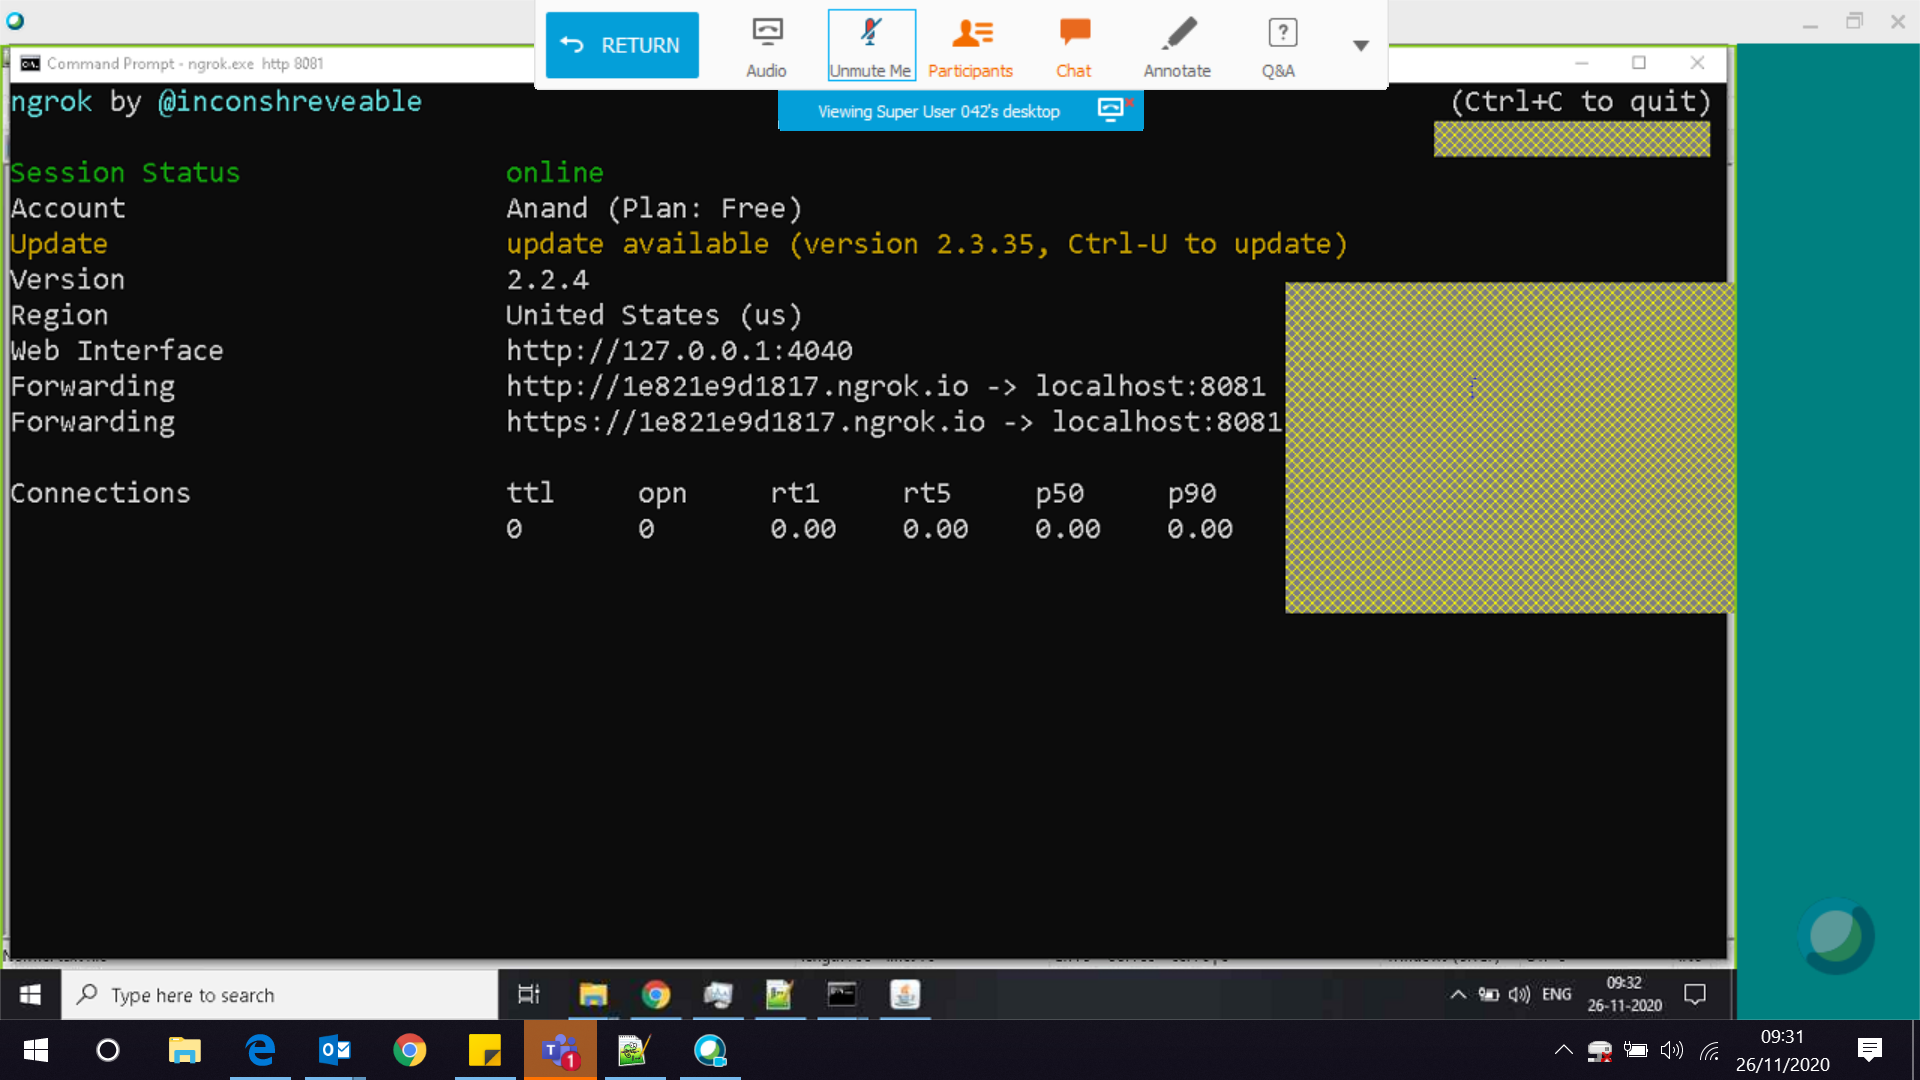 RETURN
Audio
Unmute Me
Participants
Chat
Annotate
? Q&A
Viewing Super User 042's desktop
Command Prompt - ngrok.exe http 8081
ngrok by @inconshreveable (Ctrl+C to quit)
Session Status online
Account Anand (Plan: Free)
Update update available (version 2.3.35, Ctrl-U to update)
Version 2.2.4
Region United States (us)
Web Interface http://127.0.0.1:4040
Forwarding http://1e821e9d1817.ngrok.io -> localhost:8081
Forwarding https://1e821e9d1817.ngrok.io -> localhost:8081
Connections ttl opn rt1 rt5 p50 p90
0 0 0.00 0.00 0.00 0.00
Type here to search
ENG
09:32
26-11-2020
1
09:31
26/11/2020